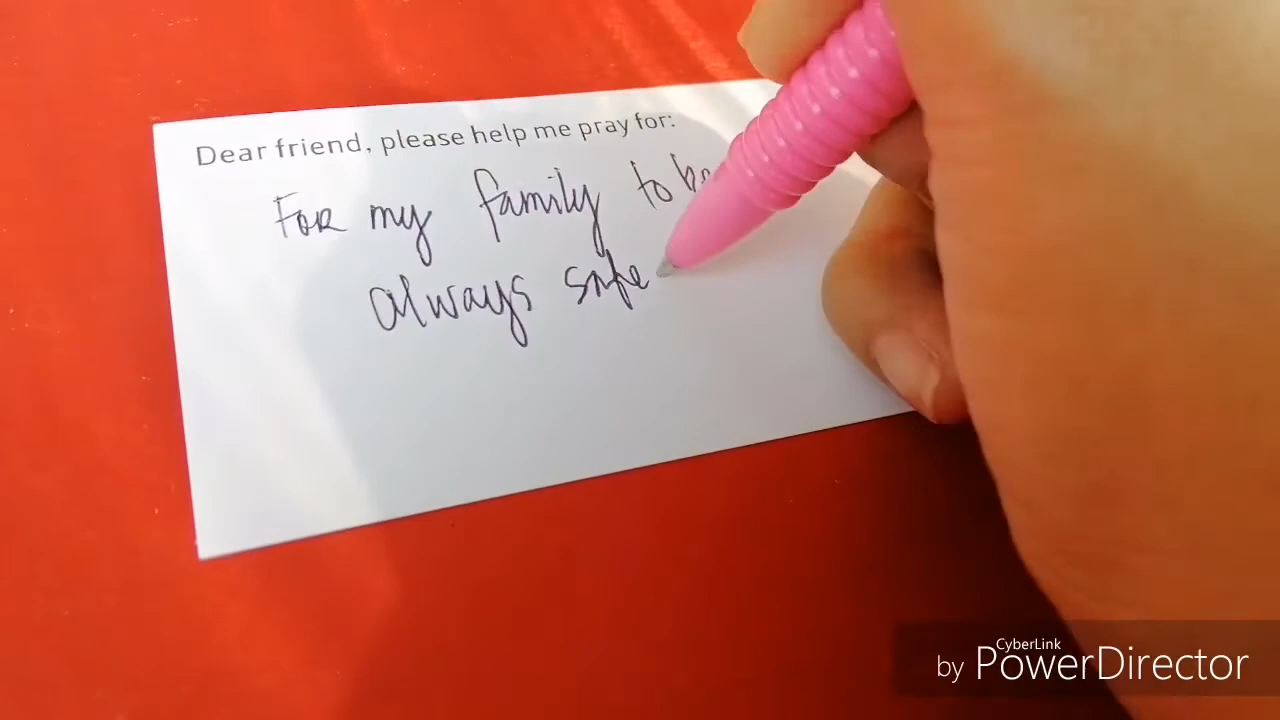 Dear friend, please help me pray for:
For my family to be
always safe
CyberLink
by PowerDirector